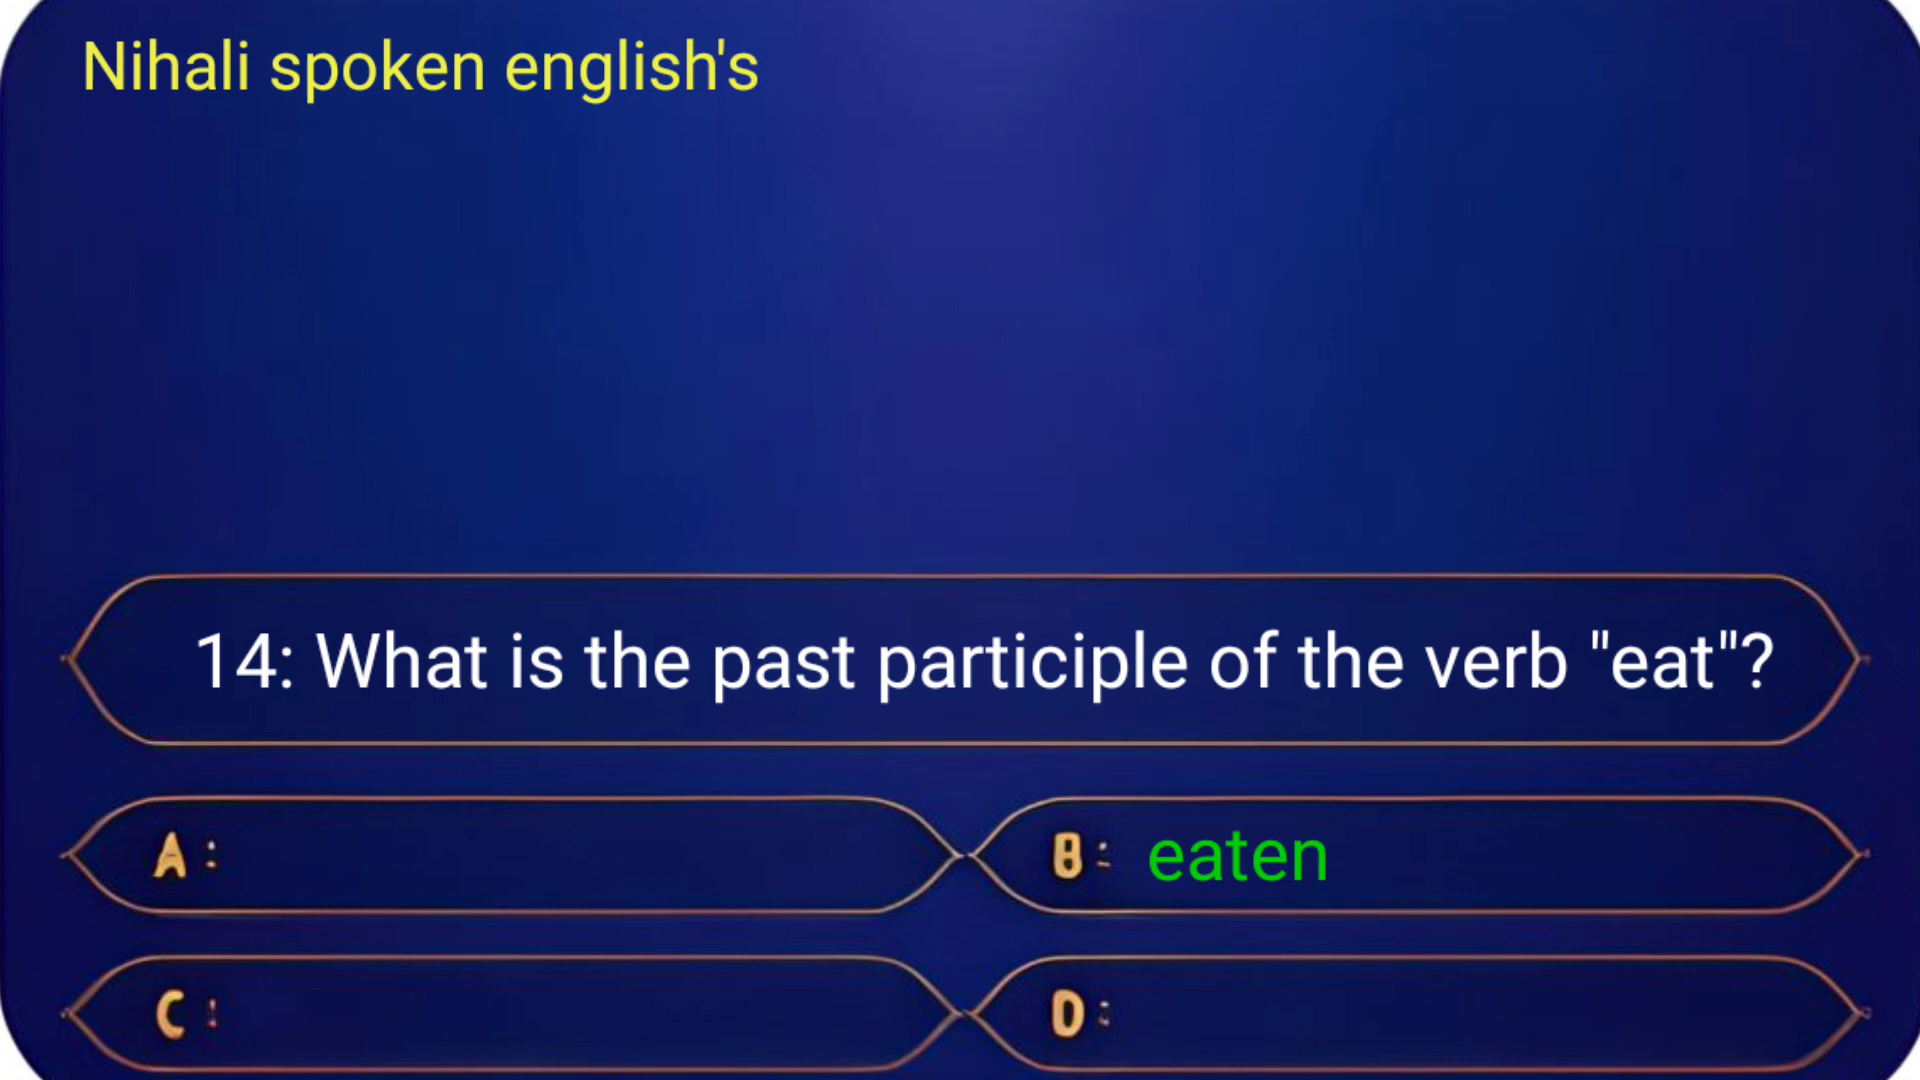 Nihali spoken english's
14: What is the past participle of the verb "eat"?
A:
B: eaten
C:
D: